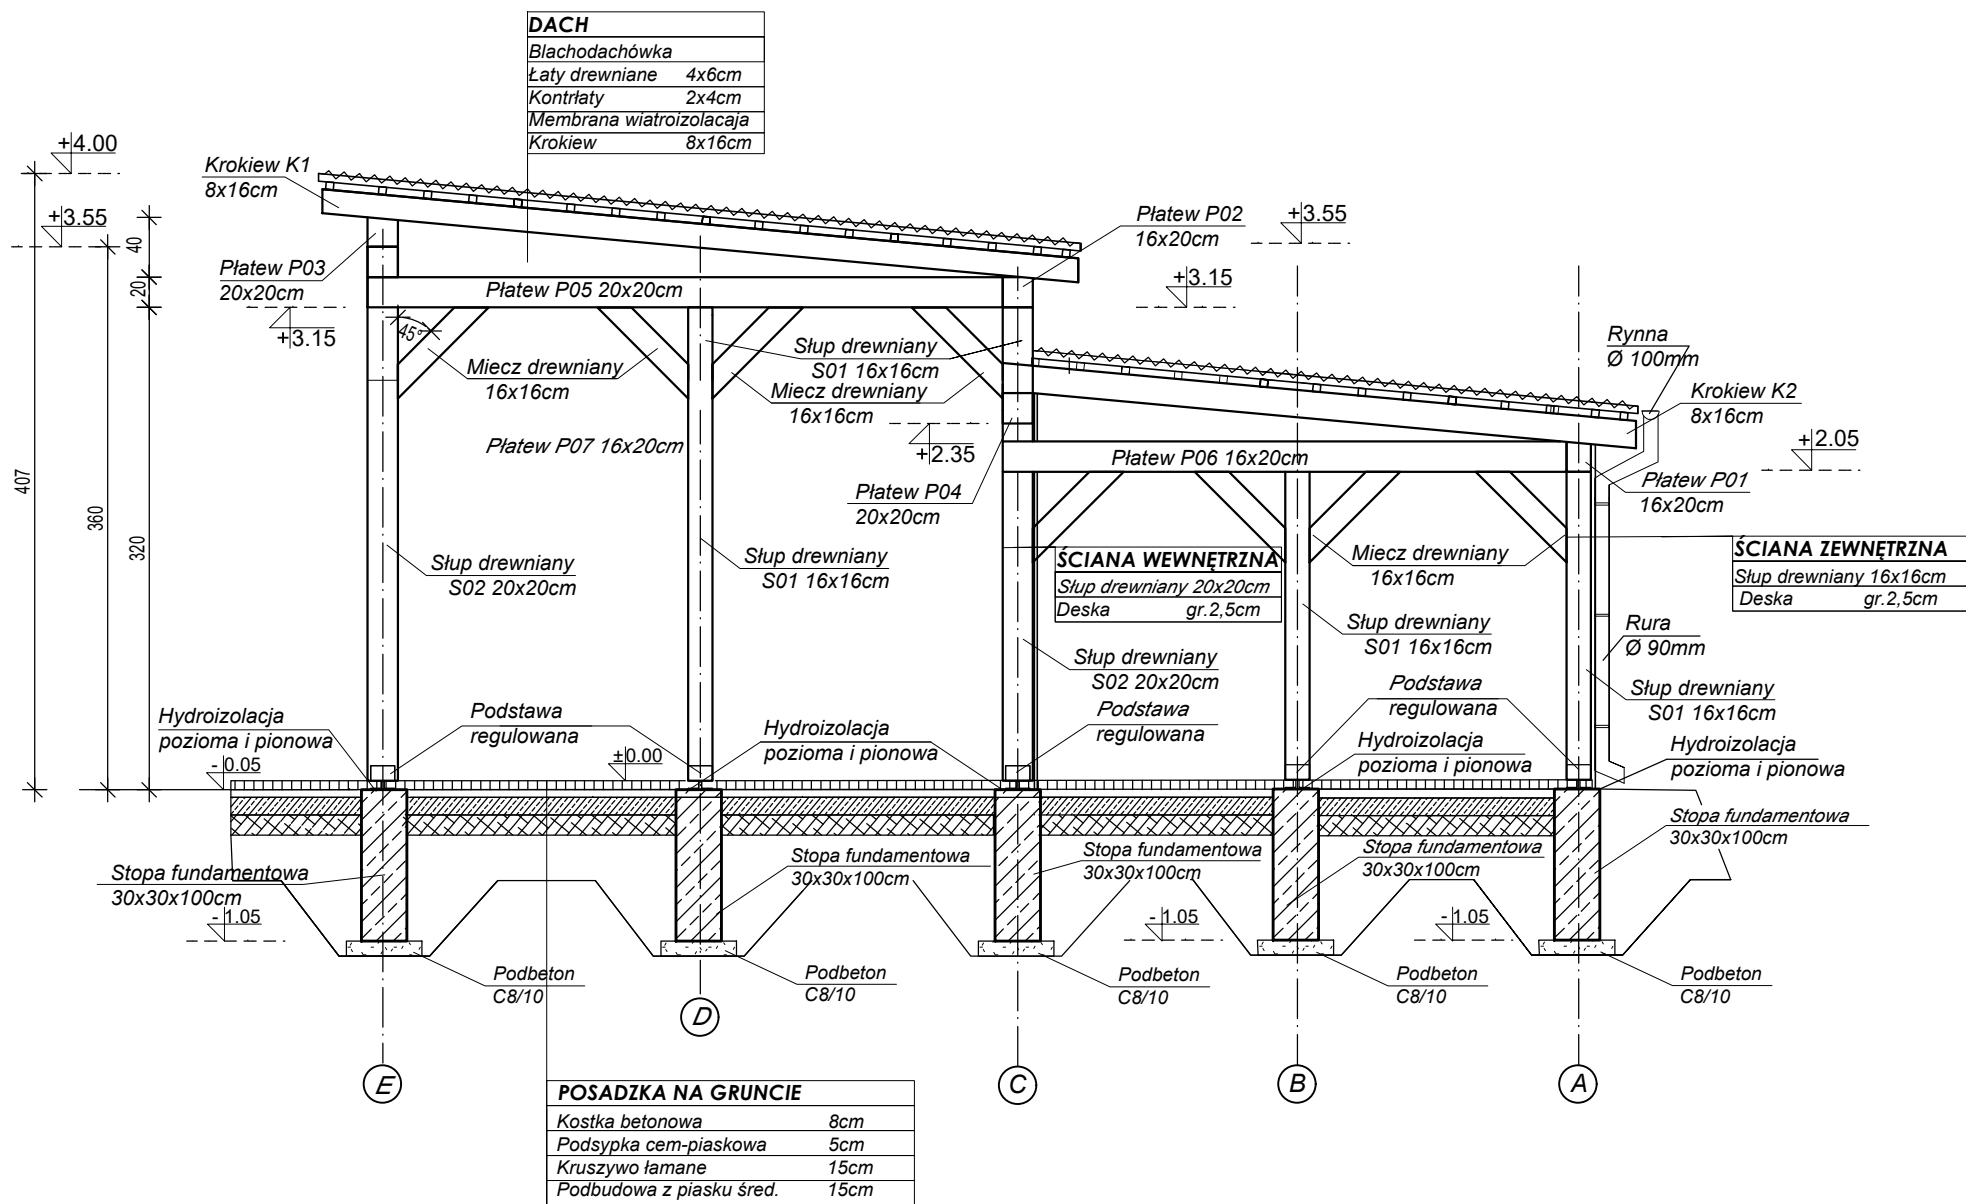 DACH
Blachodachówka
Łaty drewniane 4x6cm
Kontrłaty 2x4cm
Membrana wiatroizolacaja
Krokiew 8x16cm
+4.00
Krokiew K1
8x16cm
+3.55
40
Płatew P02
16x20cm
+3.55
Płatew P03
20x20cm
20
Płatew P05 20x20cm
+3.15
+3.15
45°
Słup drewniany
S01 16x16cm
Miecz drewniany
16x16cm
Miecz drewniany
16x16cm
Rynna
Ø 100mm
Krokiew K2
8x16cm
Płatew P07 16x20cm
+2.35
Płatew P06 16x20cm
+2.05
407
360
320
Płatew P04
20x20cm
Płatew P01
16x20cm
Słup drewniany
S02 20x20cm
Słup drewniany
S01 16x16cm
ŚCIANA WEWNĘTRZNA
Słup drewniany 20x20cm
Deska gr.2,5cm
Miecz drewniany
16x16cm
ŚCIANA ZEWNĘTRZNA
Słup drewniany 16x16cm
Deska gr.2,5cm
Słup drewniany
S01 16x16cm
Rura
Ø 90mm
Słup drewniany
S02 20x20cm
Podstawa
regulowana
Słup drewniany
S01 16x16cm
Hydroizolacja
pozioma i pionowa
Podstawa
regulowana
Hydroizolacja
pozioma i pionowa
Podstawa
regulowana
Hydroizolacja
pozioma i pionowa
Hydroizolacja
pozioma i pionowa
-0.05
±0.00
Stopa fundamentowa
30x30x100cm
Stopa fundamentowa
30x30x100cm
Stopa fundamentowa
30x30x100cm
Stopa fundamentowa
30x30x100cm
Stopa fundamentowa
30x30x100cm
-1.05
-1.05
-1.05
Podbeton
C8/10
Podbeton
C8/10
Podbeton
C8/10
Podbeton
C8/10
Podbeton
C8/10
E
D
C
B
A
POSADZKA NA GRUNCIE
Kostka betonowa 8cm
Podsypka cem-piaskowa 5cm
Kruszywo łamane 15cm
Podbudowa z piasku śred. 15cm